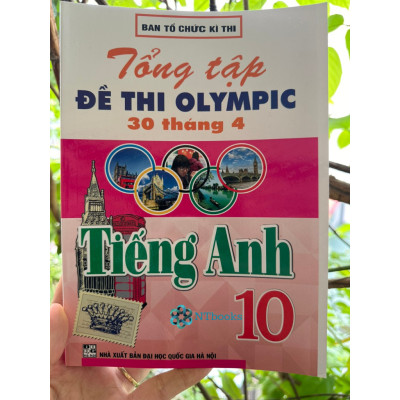 BAN TỔ CHỨC KÌ THI
Tổng tập
ĐỀ THI OLYMPIC
30 tháng 4
Tiếng Anh
NTbooks
10
NHÀ XUẤT BẢN ĐẠI HỌC QUỐC GIA HÀ NỘI